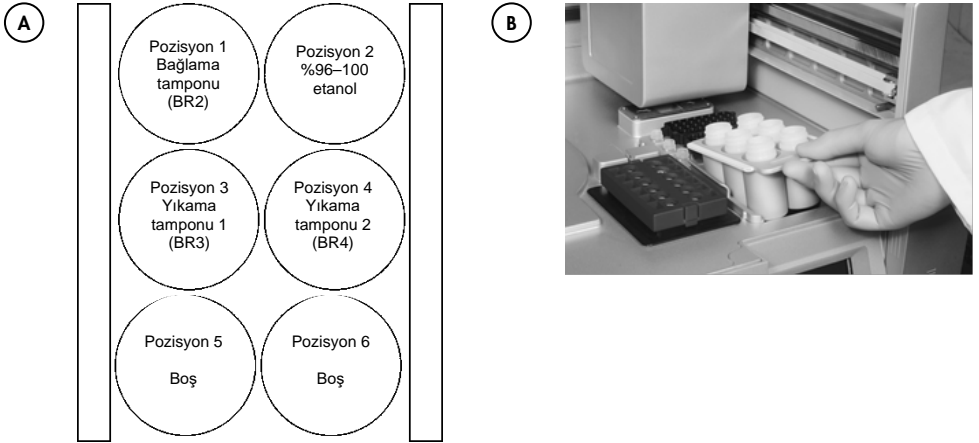 A
Pozisyon 1
Bağlama
tamponu
(BR2)
Pozisyon 2
%96–100
etanol
Pozisyon 3
Yıkama
tamponu 1
(BR3)
Pozisyon 4
Yıkama
tamponu 2
(BR4)
Pozisyon 5
Boş
Pozisyon 6
Boş
B